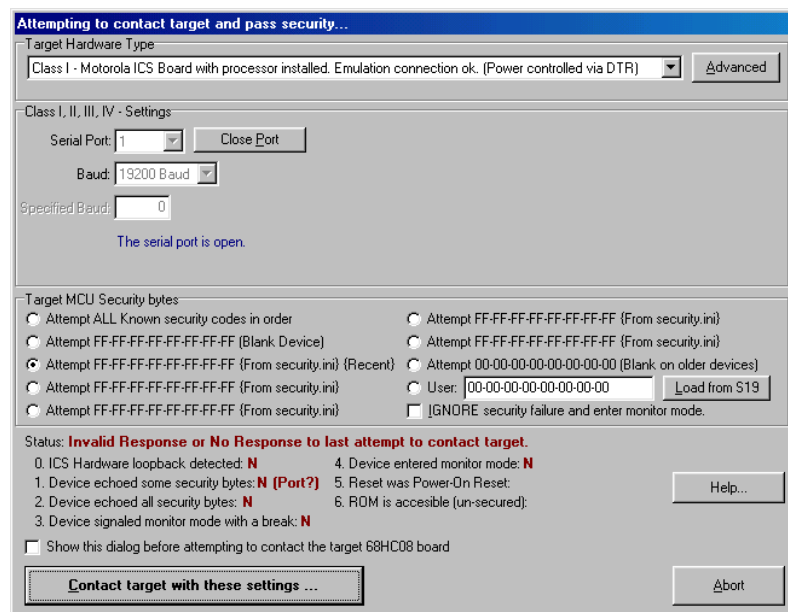 Attempting to contact target and pass security...
Target Hardware Type
Class I - Motorola ICS Board with processor installed. Emulation connection ok. (Power controlled via DTR)
Advanced
Class I, II, III, IV - Settings
Serial Port: 1
Close Port
Baud: 19200 Baud
Specified Baud: 0
The serial port is open.
Target MCU Security bytes
Attempt ALL Known security codes in order
Attempt FF-FF-FF-FF-FF-FF-FF-FF (Blank Device)
Attempt FF-FF-FF-FF-FF-FF-FF-FF {From security.ini} {Recent}
Attempt FF-FF-FF-FF-FF-FF-FF-FF {From security.ini}
Attempt FF-FF-FF-FF-FF-FF-FF-FF {From security.ini}
Attempt FF-FF-FF-FF-FF-FF-FF-FF {From security.ini}
Attempt FF-FF-FF-FF-FF-FF-FF-FF {From security.ini}
Attempt 00-00-00-00-00-00-00-00 (Blank on older devices)
User: 00-00-00-00-00-00-00-00
Load from S19
IGNORE security failure and enter monitor mode.
Status: Invalid Response or No Response to last attempt to contact target.
0. ICS Hardware loopback detected: N
1. Device echoed some security bytes: N (Port?)
2. Device echoed all security bytes: N
3. Device signaled monitor mode with a break: N
4. Device entered monitor mode: N
5. Reset was Power-On Reset:
6. ROM is accesible (un-secured):
Help...
Show this dialog before attempting to contact the target 68HC08 board
Contact target with these settings ...
Abort